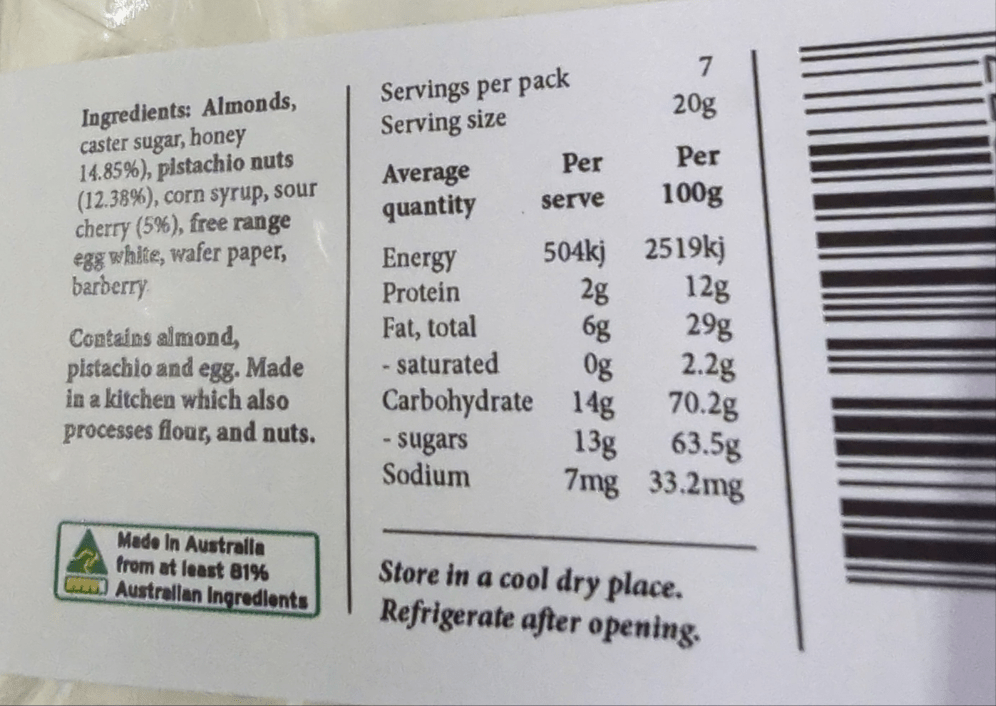 Ingredients: Almonds,
caster sugar, honey
14.85%), pistachio nuts
(12.38%), corn syrup, sour
cherry (5%), free range
egg white, wafer paper,
barberry
Contains almond,
pistachio and egg. Made
in a kitchen which also
processes flour, and nuts.
Made in Australia
from at least 81%
Australian Ingredients
Servings per pack 7
Serving size 20g
Average Per Per
quantity serve 100g
Energy 504kj 2519kj
Protein 2g 12g
Fat, total 6g 29g
- saturated 0g 2.2g
Carbohydrate 14g 70.2g
- sugars 13g 63.5g
Sodium 7mg 33.2mg
Store in a cool dry place.
Refrigerate after opening.